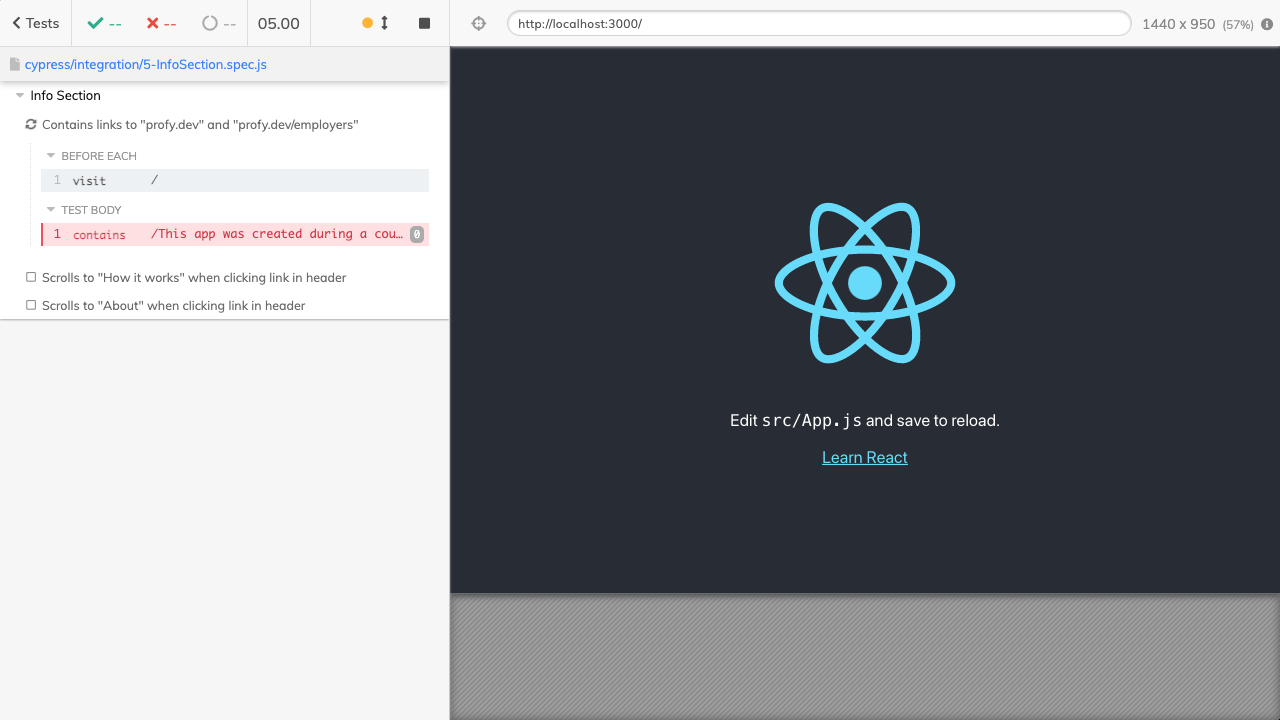 Tests -- -- -- 05.00 http://localhost:3000/ 1440 x 950 (57%)
cypress/integration/5-InfoSection.spec.js
Info Section
Contains links to "profy.dev" and "profy.dev/employers"
BEFORE EACH
1 visit /
TEST BODY
1 contains /This app was created during a cou… 0
Scrolls to "How it works" when clicking link in header
Scrolls to "About" when clicking link in header
Edit src/App.js and save to reload.
Learn React